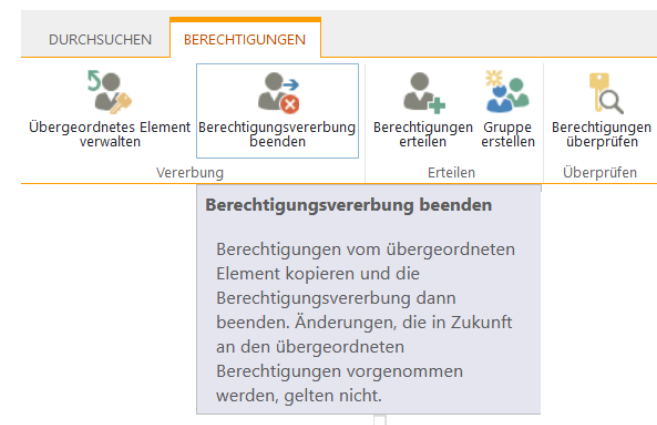 DURCHSUCHEN BERECHTIGUNGEN
Übergeordnetes Element verwalten
Berechtigungsvererbung beenden
Berechtigungen erteilen
Gruppe erstellen
Berechtigungen überprüfen
Vererbung Erteilen Überprüfen
Berechtigungsvererbung beenden
Berechtigungen vom übergeordneten
Element kopieren und die
Berechtigungsvererbung dann
beenden. Änderungen, die in Zukunft
an den übergeordneten
Berechtigungen vorgenommen
werden, gelten nicht.